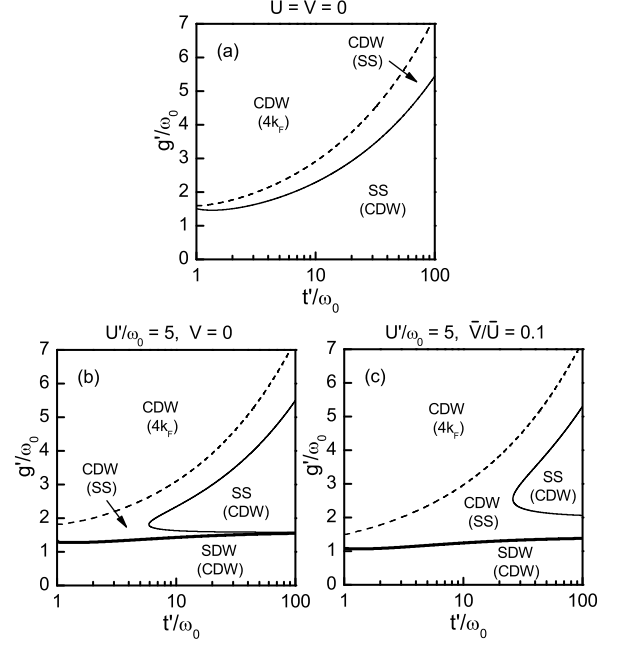 U = V = 0
7
6
5
4
3
2
1
0
g'/ω₀
(a)
CDW
(SS)
CDW
(4k_F)
SS
(CDW)
1
10
100
t'/ω₀
U'/ω₀ = 5, V = 0
7
6
5
4
3
2
1
0
g'/ω₀
(b)
CDW
(4k_F)
CDW
(SS)
SS
(CDW)
SDW
(CDW)
1
10
100
t'/ω₀
U'/ω₀ = 5, V̄/Ū = 0.1
7
6
5
4
3
2
1
0
g'/ω₀
(c)
CDW
(4k_F)
CDW
(SS)
SS
(CDW)
SDW
(CDW)
1
10
100
t'/ω₀